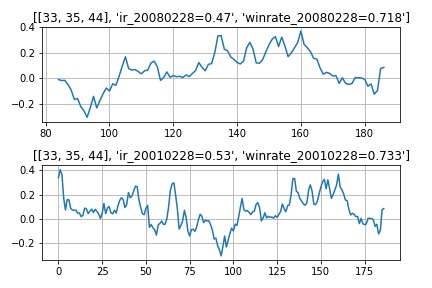 [[33, 35, 44], 'ir_20080228=0.47', 'winrate_20080228=0.718']
0.4
0.2
0.0
−0.2
80 100 120 140 160 180
[[33, 35, 44], 'ir_20010228=0.53', 'winrate_20010228=0.733']
0.4
0.2
0.0
−0.2
0 25 50 75 100 125 150 175